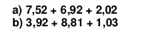 a) 7,52 + 6,92 + 2,02
b) 3,92 + 8,81 + 1,03